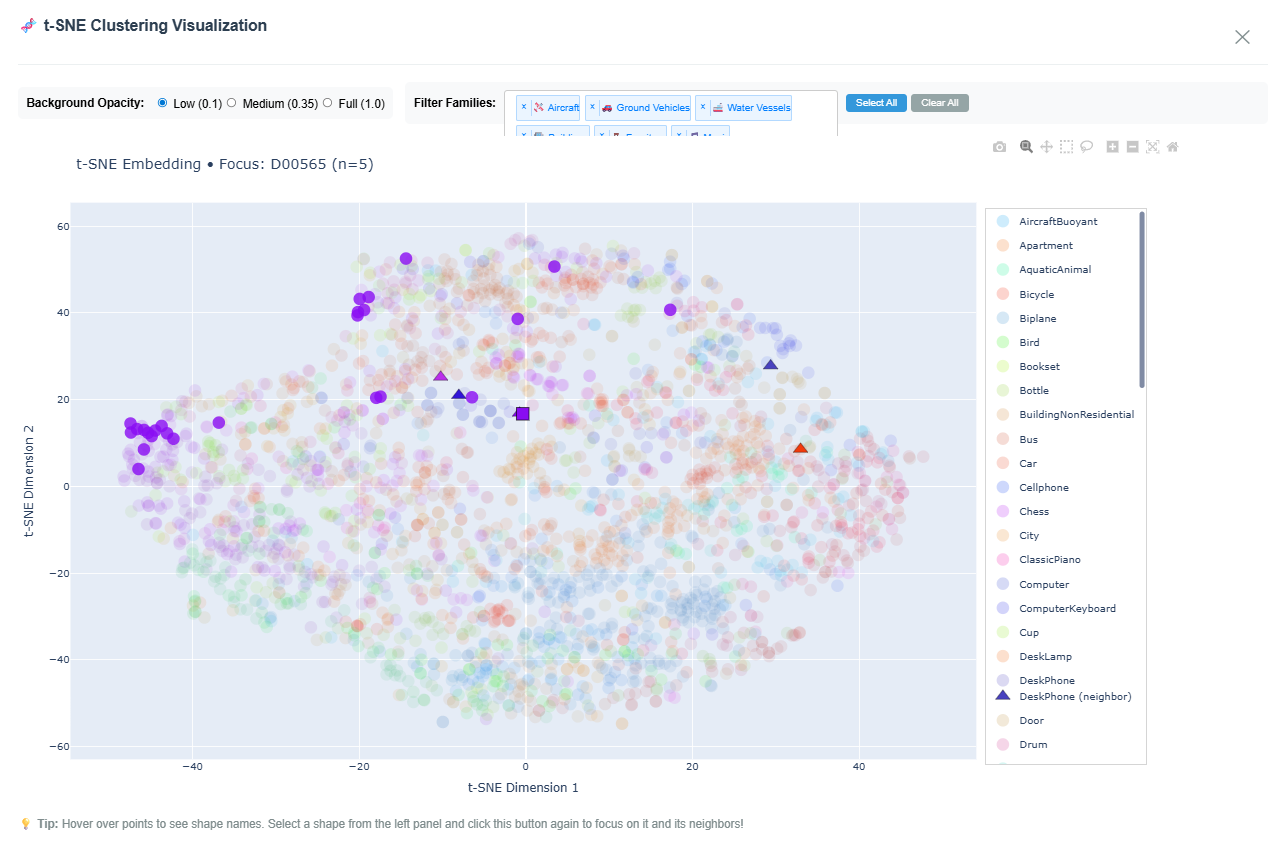 t-SNE Clustering Visualization
Background Opacity: Low (0.1) Medium (0.35) Full (1.0)
Filter Families: × Aircraft × Ground Vehicles × Water Vessels
Select All Clear All
t-SNE Embedding • Focus: D00565 (n=5)
60
40
20
0
−20
−40
−60
t-SNE Dimension 2
−40 −20 0 20 40
t-SNE Dimension 1
AircraftBuoyant
Apartment
AquaticAnimal
Bicycle
Biplane
Bird
Bookset
Bottle
BuildingNonResidential
Bus
Car
Cellphone
Chess
City
ClassicPiano
Computer
ComputerKeyboard
Cup
DeskLamp
DeskPhone
DeskPhone (neighbor)
Door
Drum
Tip: Hover over points to see shape names. Select a shape from the left panel and click this button again to focus on it and its neighbors!